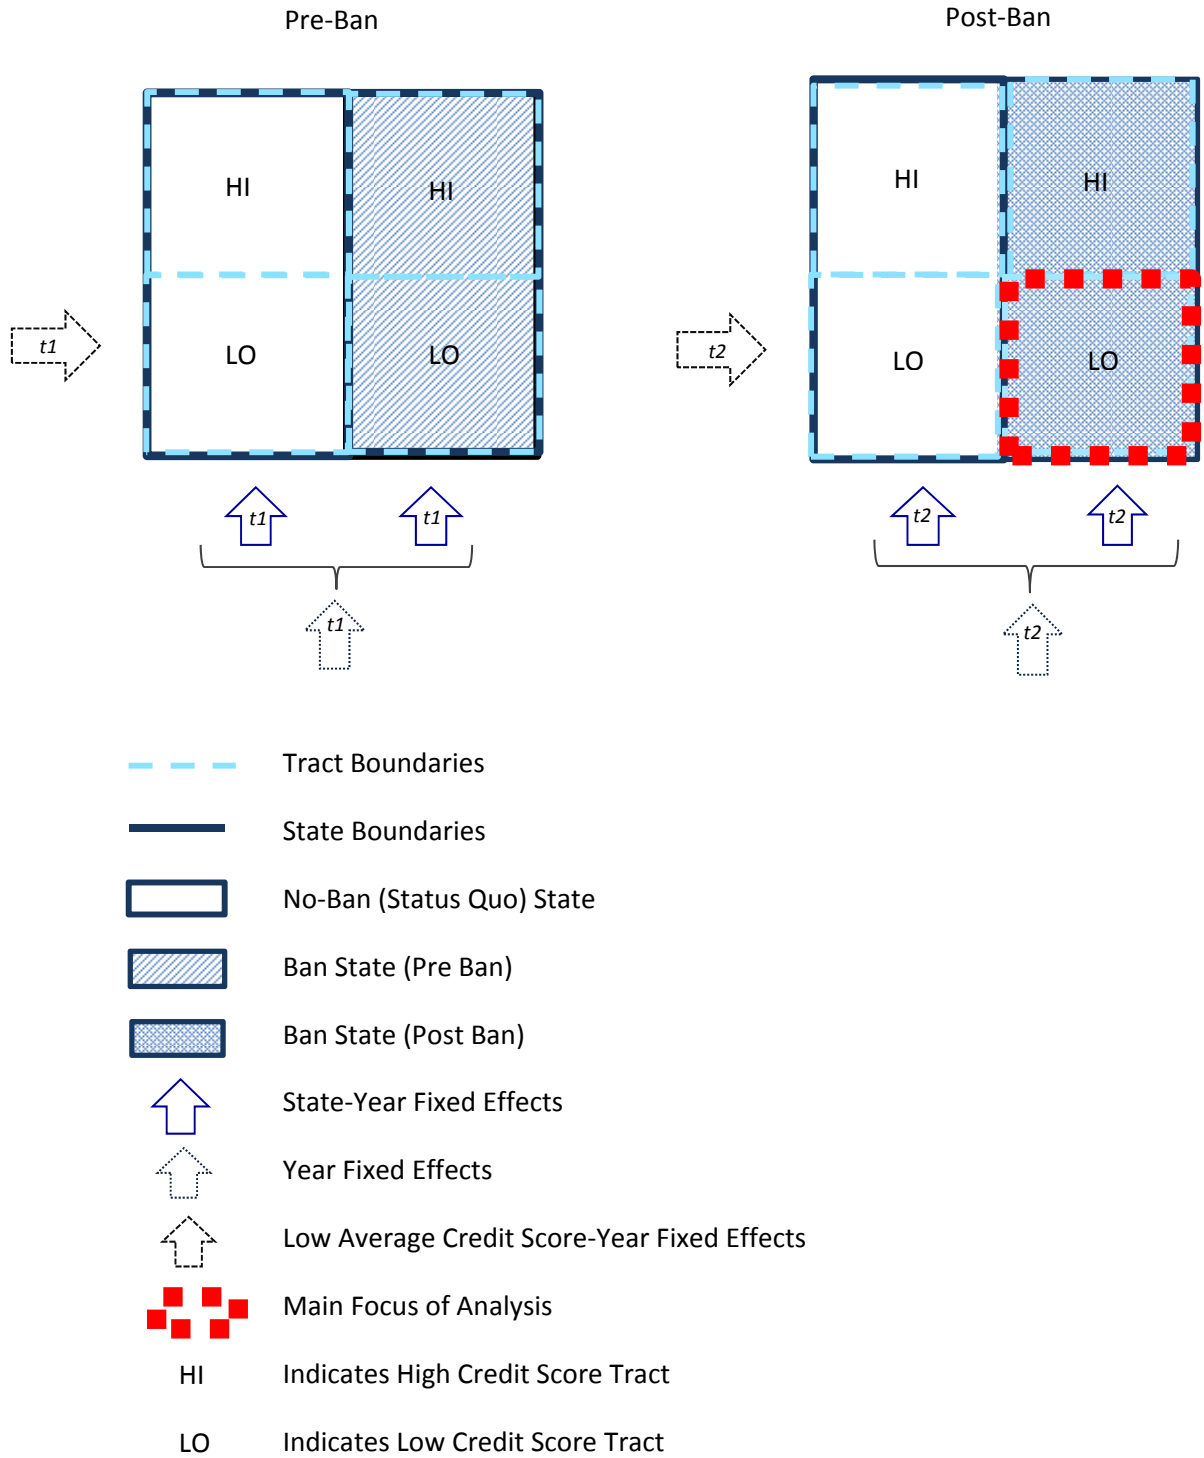 Pre-Ban
Post-Ban
HI
HI
HI
HI
t1
LO
LO
t2
LO
LO
t1
t1
t2
t2
t1
t2
Tract Boundaries
State Boundaries
No-Ban (Status Quo) State
Ban State (Pre Ban)
Ban State (Post Ban)
State-Year Fixed Effects
Year Fixed Effects
Low Average Credit Score-Year Fixed Effects
Main Focus of Analysis
HI Indicates High Credit Score Tract
LO Indicates Low Credit Score Tract